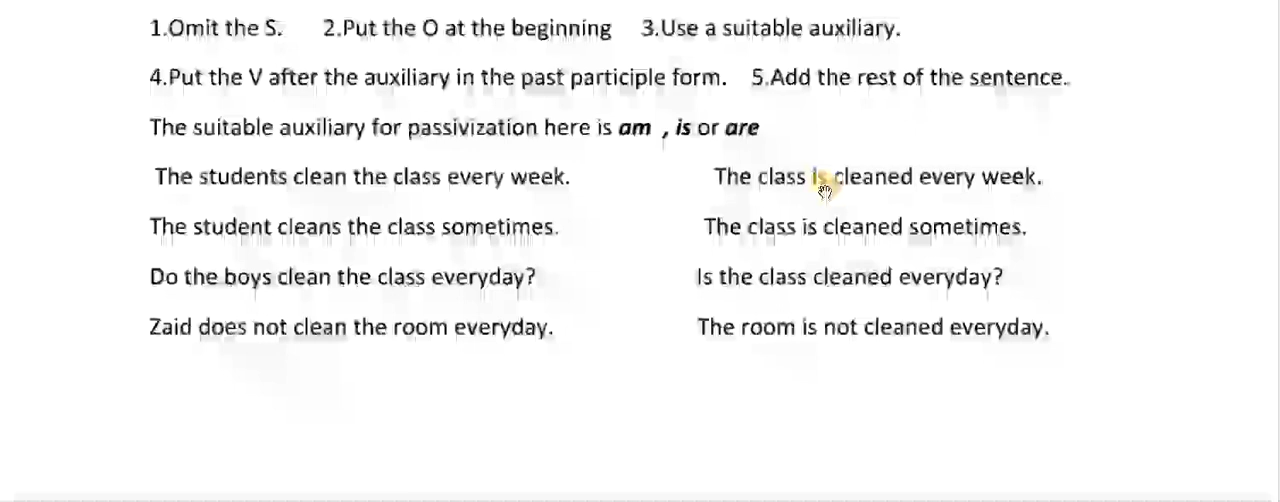 1.Omit the S. 2.Put the O at the beginning 3.Use a suitable auxiliary.
4.Put the V after the auxiliary in the past participle form. 5.Add the rest of the sentence.
The suitable auxiliary for passivization here is am , is or are
The students clean the class every week. The class is cleaned every week.
The student cleans the class sometimes. The class is cleaned sometimes.
Do the boys clean the class everyday? Is the class cleaned everyday?
Zaid does not clean the room everyday. The room is not cleaned everyday.